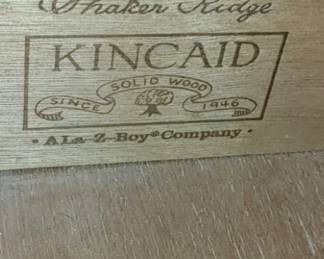 Shaker Ridge
KINCAID
SOLID WOOD
SINCE 1946
• A La-Z-Boy® Company •